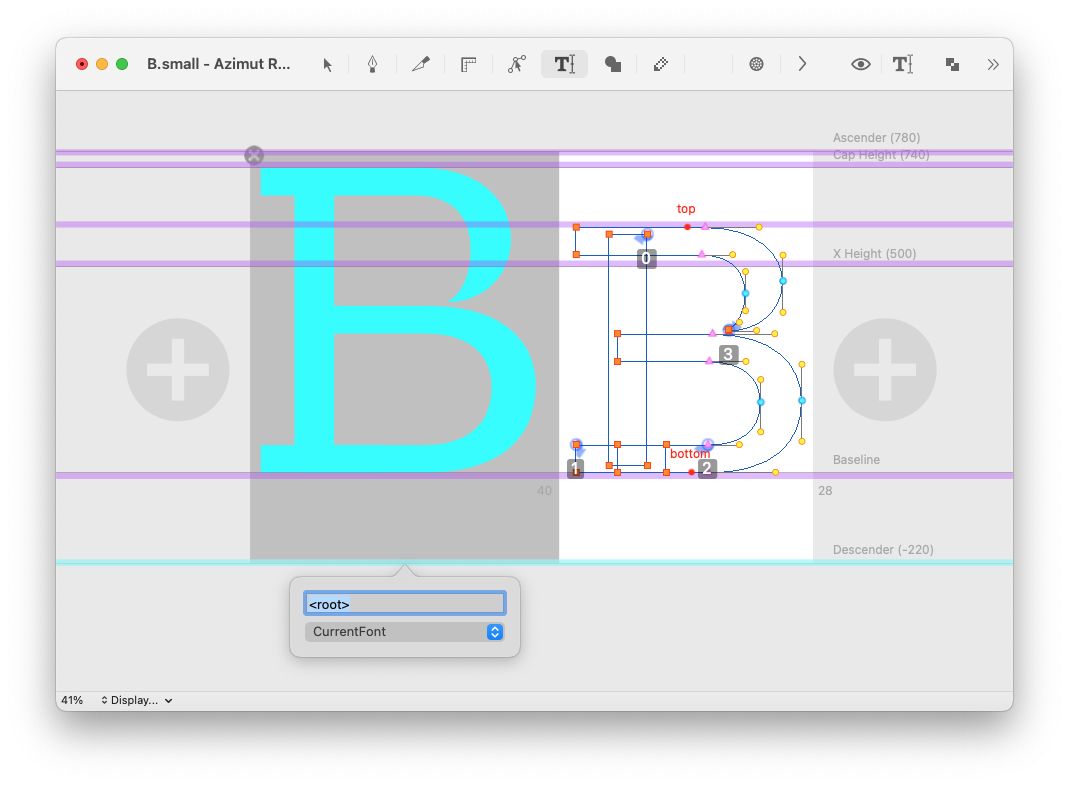 B.small - Azimut R...
Ascender (780)
Cap Height (740)
B
top
X Height (500)
0
3
bottom
Baseline
1
2
40
28
Descender (-220)
<root>
CurrentFont
41%
Display...